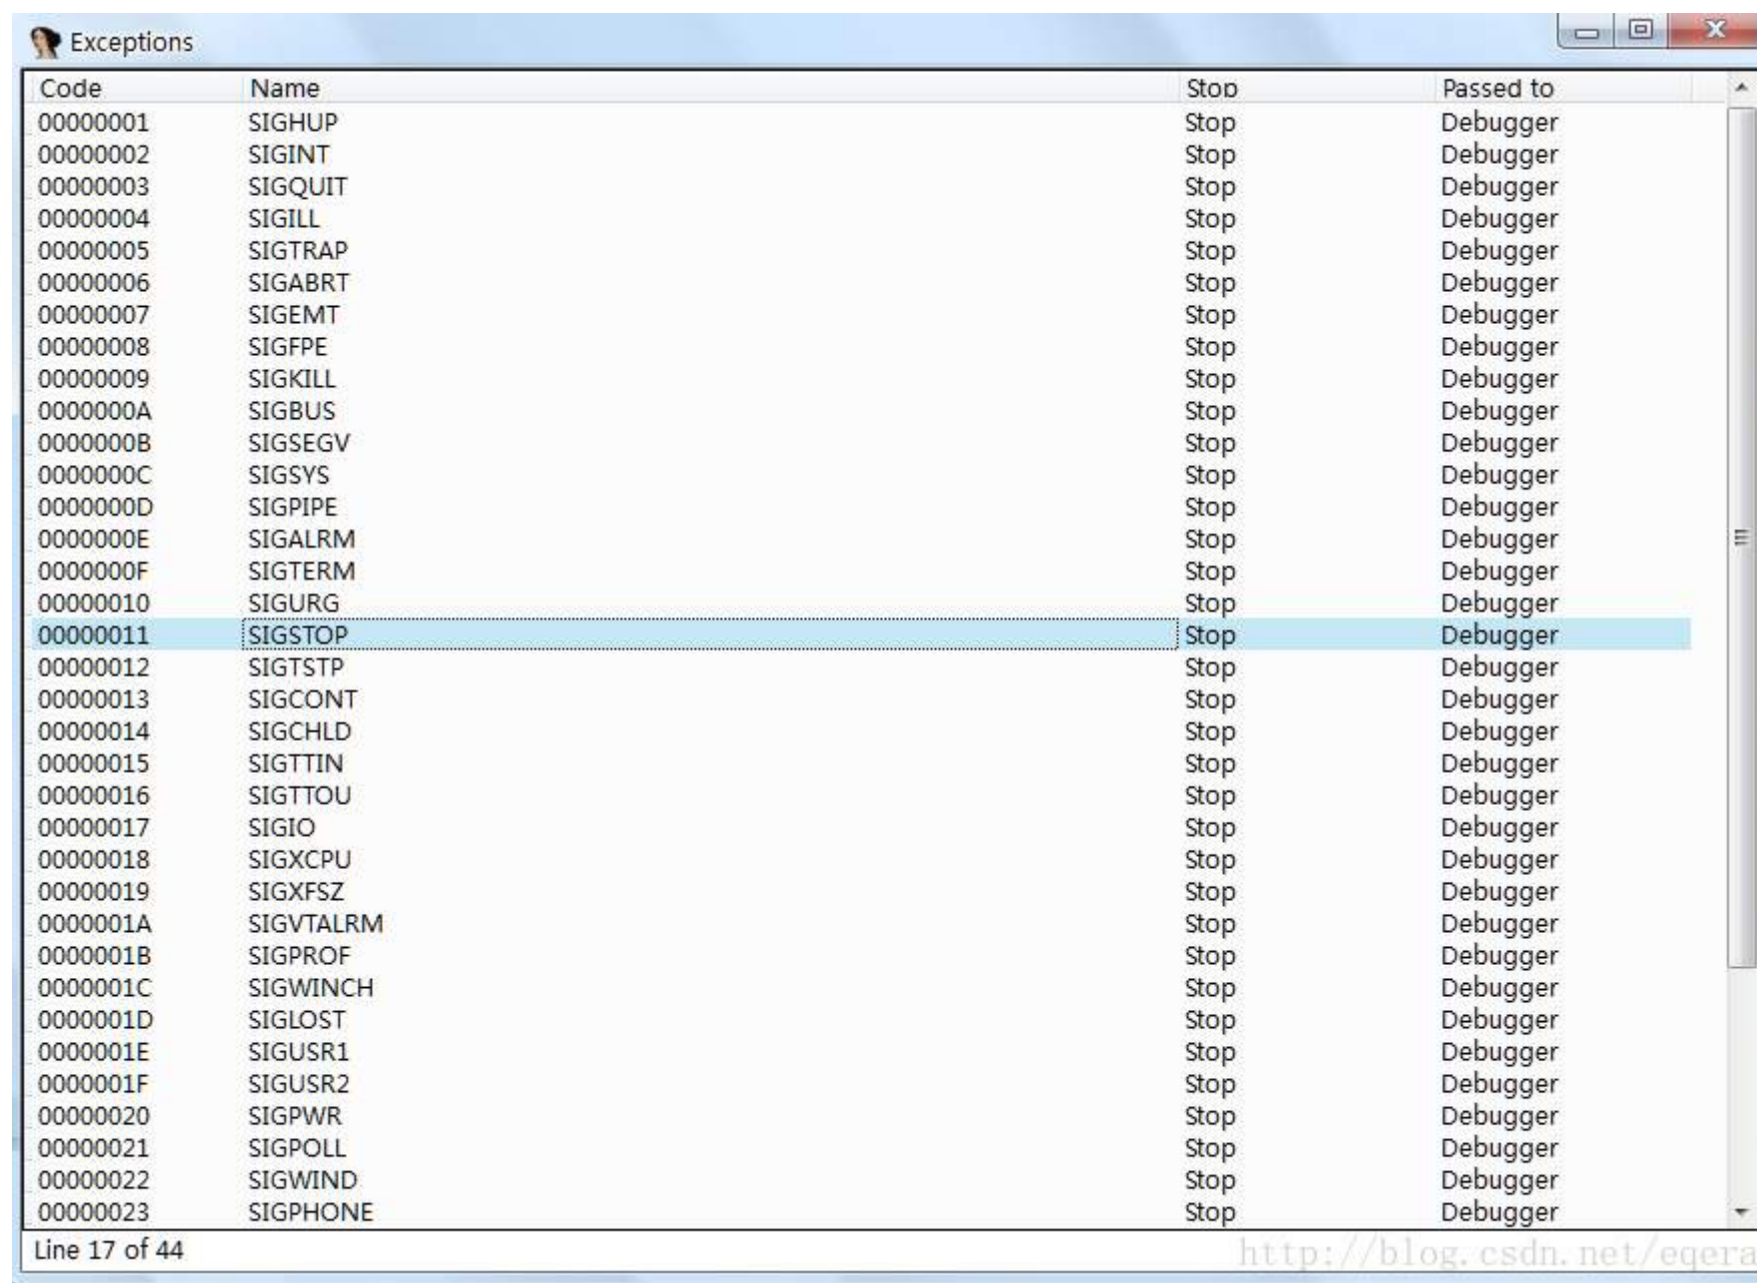 Exceptions
Code Name Stop Passed to
00000001 SIGHUP Stop Debugger
00000002 SIGINT Stop Debugger
00000003 SIGQUIT Stop Debugger
00000004 SIGILL Stop Debugger
00000005 SIGTRAP Stop Debugger
00000006 SIGABRT Stop Debugger
00000007 SIGEMT Stop Debugger
00000008 SIGFPE Stop Debugger
00000009 SIGKILL Stop Debugger
0000000A SIGBUS Stop Debugger
0000000B SIGSEGV Stop Debugger
0000000C SIGSYS Stop Debugger
0000000D SIGPIPE Stop Debugger
0000000E SIGALRM Stop Debugger
0000000F SIGTERM Stop Debugger
00000010 SIGURG Stop Debugger
00000011 SIGSTOP Stop Debugger
00000012 SIGTSTP Stop Debugger
00000013 SIGCONT Stop Debugger
00000014 SIGCHLD Stop Debugger
00000015 SIGTTIN Stop Debugger
00000016 SIGTTOU Stop Debugger
00000017 SIGIO Stop Debugger
00000018 SIGXCPU Stop Debugger
00000019 SIGXFSZ Stop Debugger
0000001A SIGVTALRM Stop Debugger
0000001B SIGPROF Stop Debugger
0000001C SIGWINCH Stop Debugger
0000001D SIGLOST Stop Debugger
0000001E SIGUSR1 Stop Debugger
0000001F SIGUSR2 Stop Debugger
00000020 SIGPWR Stop Debugger
00000021 SIGPOLL Stop Debugger
00000022 SIGWIND Stop Debugger
00000023 SIGPHONE Stop Debugger
Line 17 of 44
http://blog.csdn.net/eqera